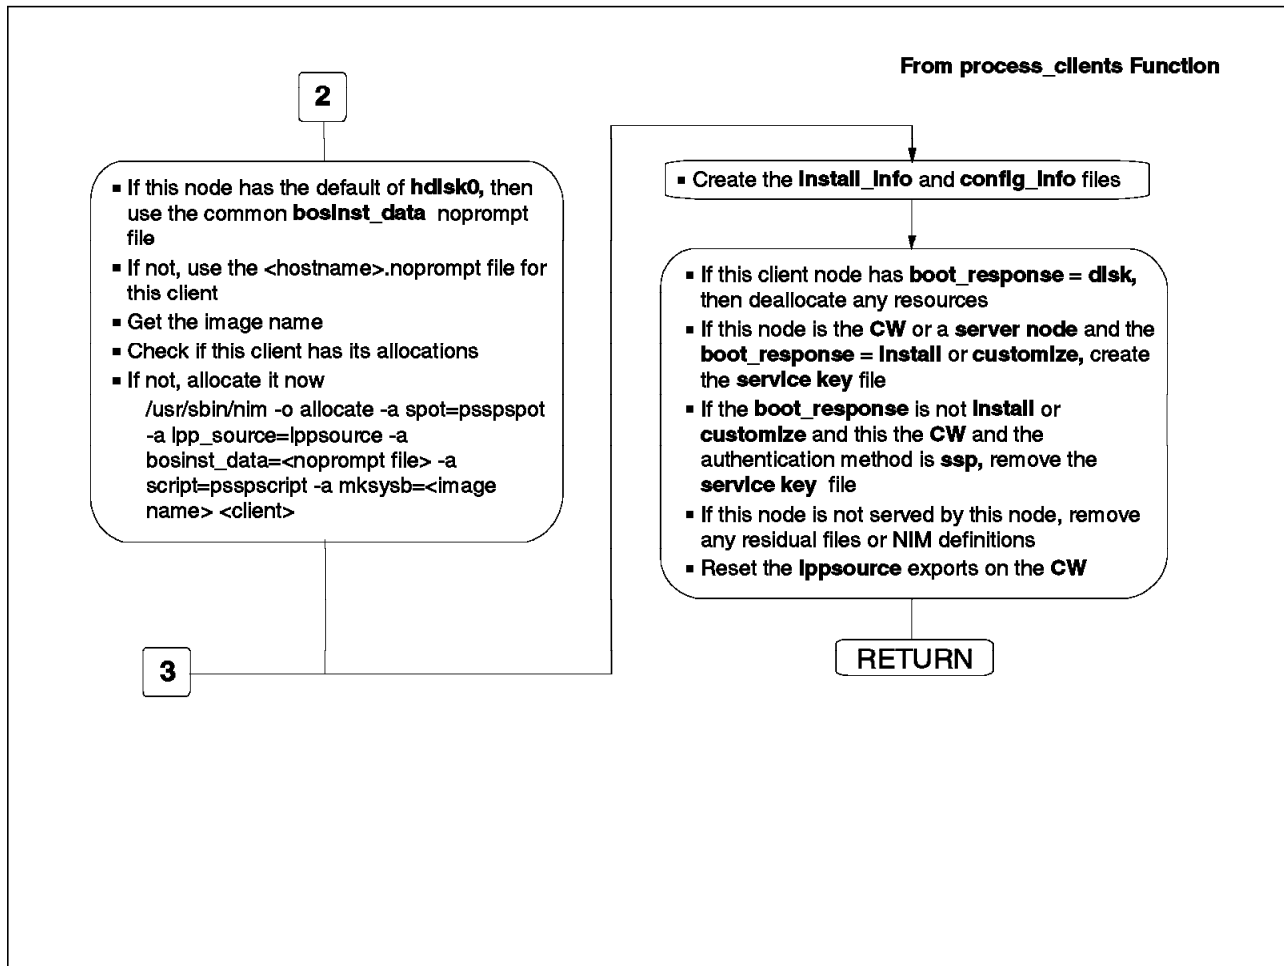 From process_clients Function
2
▪ If this node has the default of hdisk0, then
use the common bosinst_data noprompt
file
▪ If not, use the <hostname>.noprompt file for
this client
▪ Get the image name
▪ Check if this client has its allocations
▪ If not, allocate it now
/usr/sbin/nim -o allocate -a spot=psspspot
-a lpp_source=lppsource -a
bosinst_data=<noprompt file> -a
script=psspscript -a mksysb=<image
name> <client>
3
▪ Create the install_info and config_info files
▪ If this client node has boot_response = disk,
then deallocate any resources
▪ If this node is the CW or a server node and the
boot_response = install or customize, create
the service key file
▪ If the boot_response is not install or
customize and this the CW and the
authentication method is ssp, remove the
service key file
▪ If this node is not served by this node, remove
any residual files or NIM definitions
▪ Reset the lppsource exports on the CW
RETURN